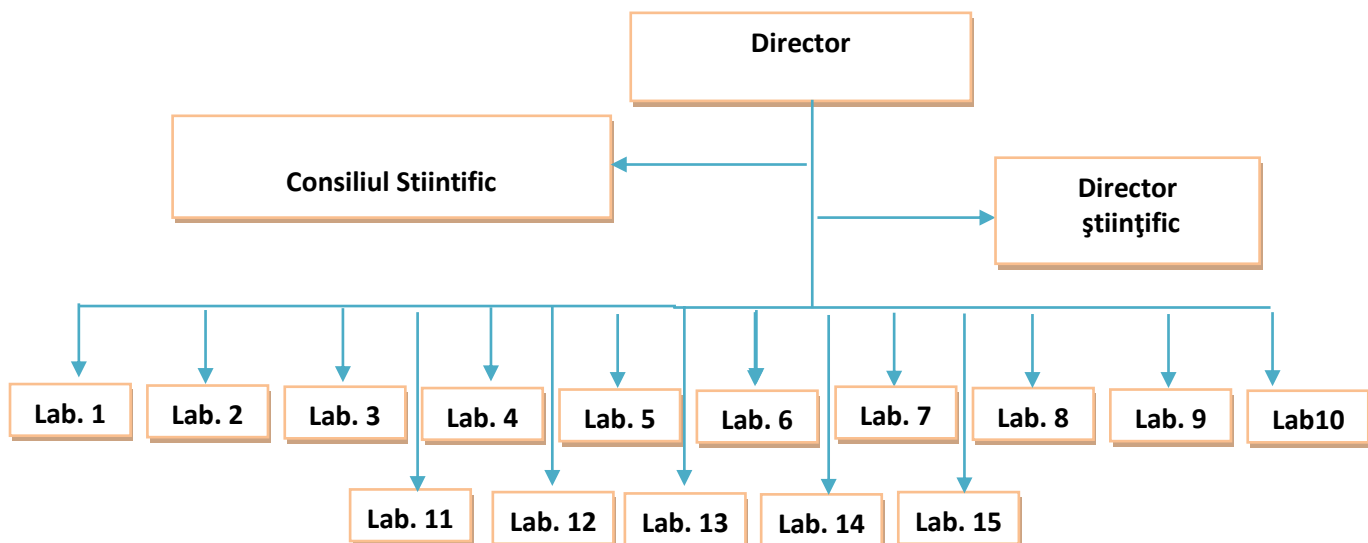 Director
Consiliul Stiintific
Director
ştiinţific
Lab. 1
Lab. 2
Lab. 3
Lab. 4
Lab. 5
Lab. 6
Lab. 7
Lab. 8
Lab. 9
Lab10
Lab. 11
Lab. 12
Lab. 13
Lab. 14
Lab. 15